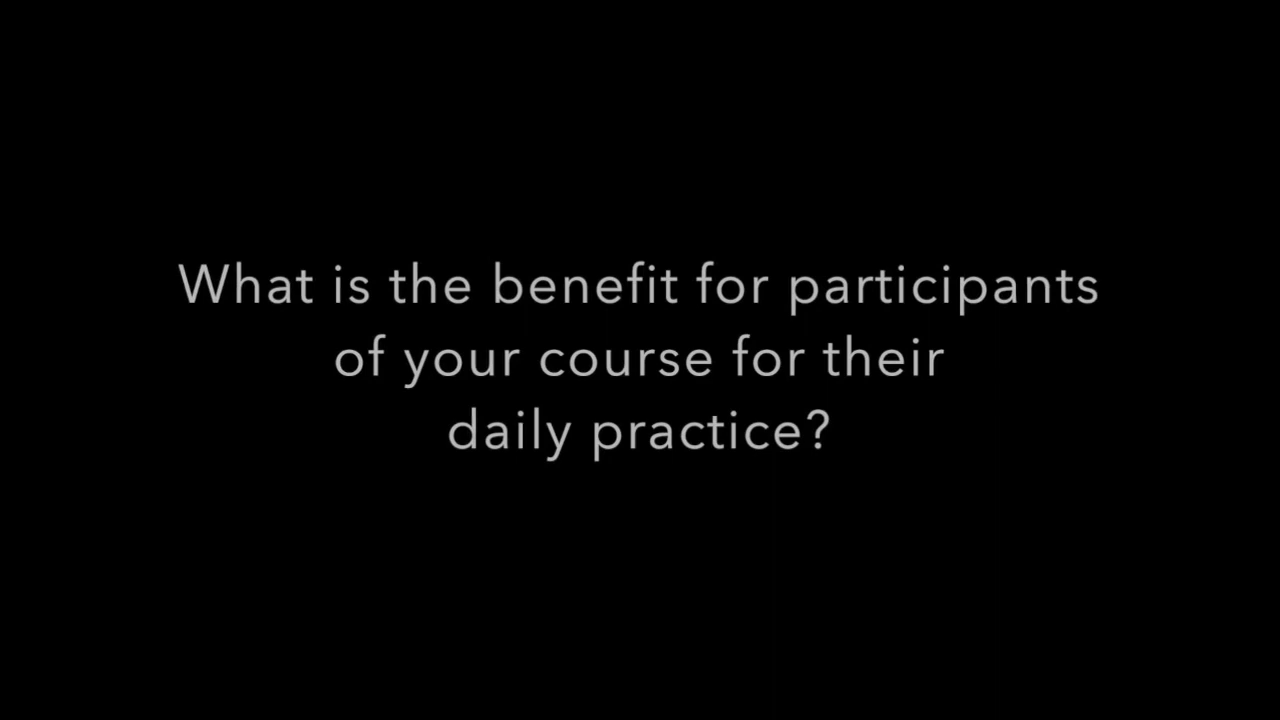 What is the benefit for participants
of your course for their
daily practice?